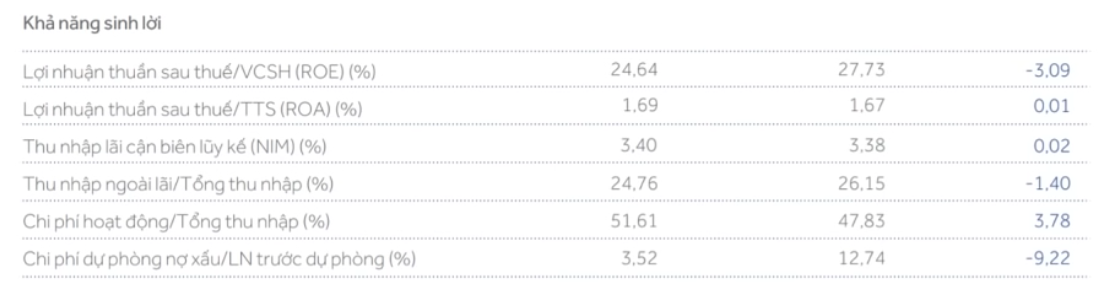 Khả năng sinh lời
Lợi nhuận thuần sau thuế/VCSH (ROE) (%) 24,64 27,73 -3,09
Lợi nhuận thuần sau thuế/TTS (ROA) (%) 1,69 1,67 0,01
Thu nhập lãi cận biên lũy kế (NIM) (%) 3,40 3,38 0,02
Thu nhập ngoài lãi/Tổng thu nhập (%) 24,76 26,15 -1,40
Chi phí hoạt động/Tổng thu nhập (%) 51,61 47,83 3,78
Chi phí dự phòng nợ xấu/LN trước dự phòng (%) 3,52 12,74 -9,22